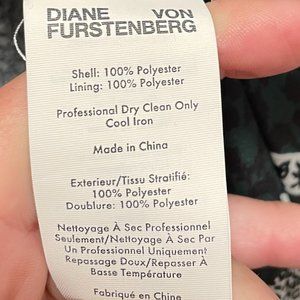 DIANE VON
FURSTENBERG
Shell: 100% Polyester
Lining: 100% Polyester
Professional Dry Clean Only
Cool Iron
Made in China
Exterieur/Tissu Stratifié:
100% Polyester
Doublure: 100% Polyester
Nettoyage À Sec Professionel
Seulement/Nettoyage À Sec Par
Un Professionel Uniquement
Repassage Doux/Repasser À
Basse Température
Fabriqué en Chine